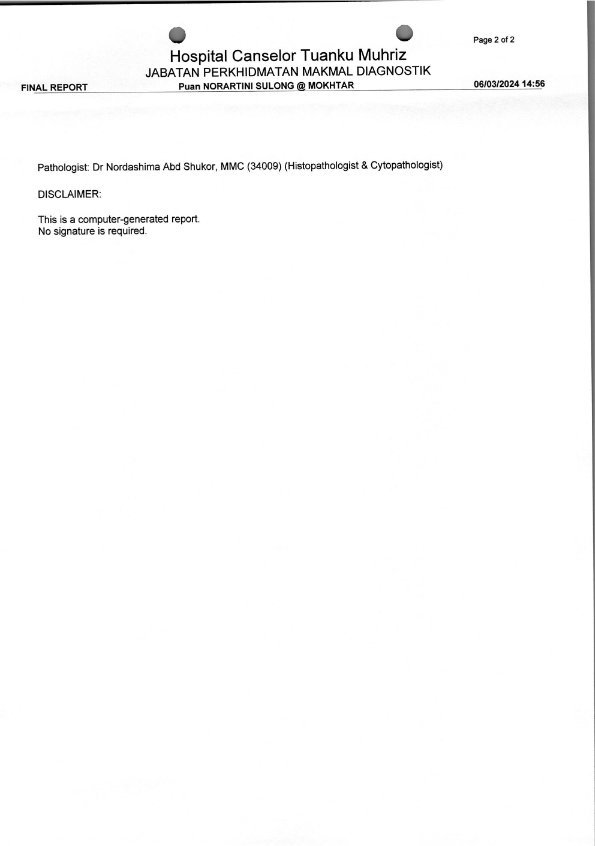 Page 2 of 2
Hospital Canselor Tuanku Muhriz
JABATAN PERKHIDMATAN MAKMAL DIAGNOSTIK
FINAL REPORT Puan NORARTINI SULONG @ MOKHTAR 06/03/2024 14:56
Pathologist: Dr Nordashima Abd Shukor, MMC (34009) (Histopathologist & Cytopathologist)
DISCLAIMER:
This is a computer-generated report.
No signature is required.